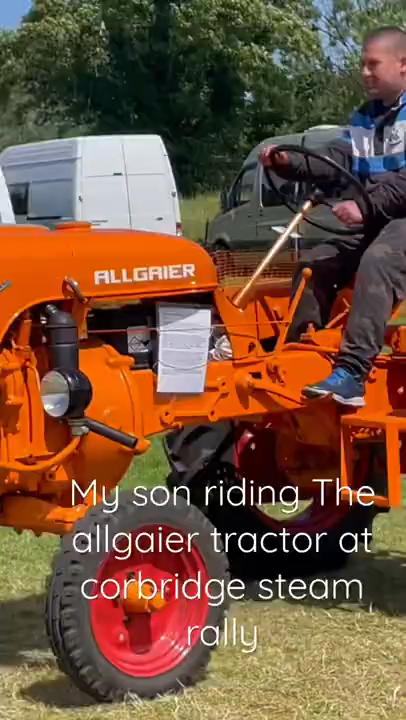 ALLGAIER
My son riding The
allgaier tractor at
corbridge steam
rally